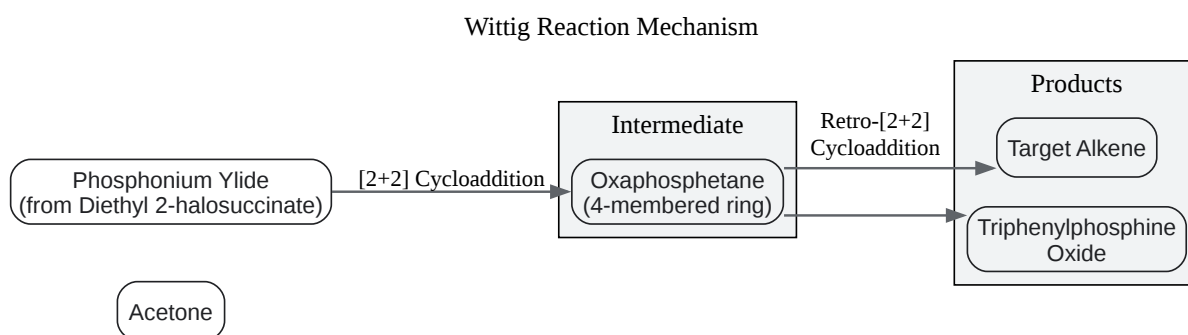 Wittig Reaction Mechanism
Products
Intermediate
Retro-[2+2]
Cycloaddition
Target Alkene
Phosphonium Ylide
(from Diethyl 2-halosuccinate)
[2+2] Cycloaddition
Oxaphosphetane
(4-membered ring)
Triphenylphosphine
Oxide
Acetone